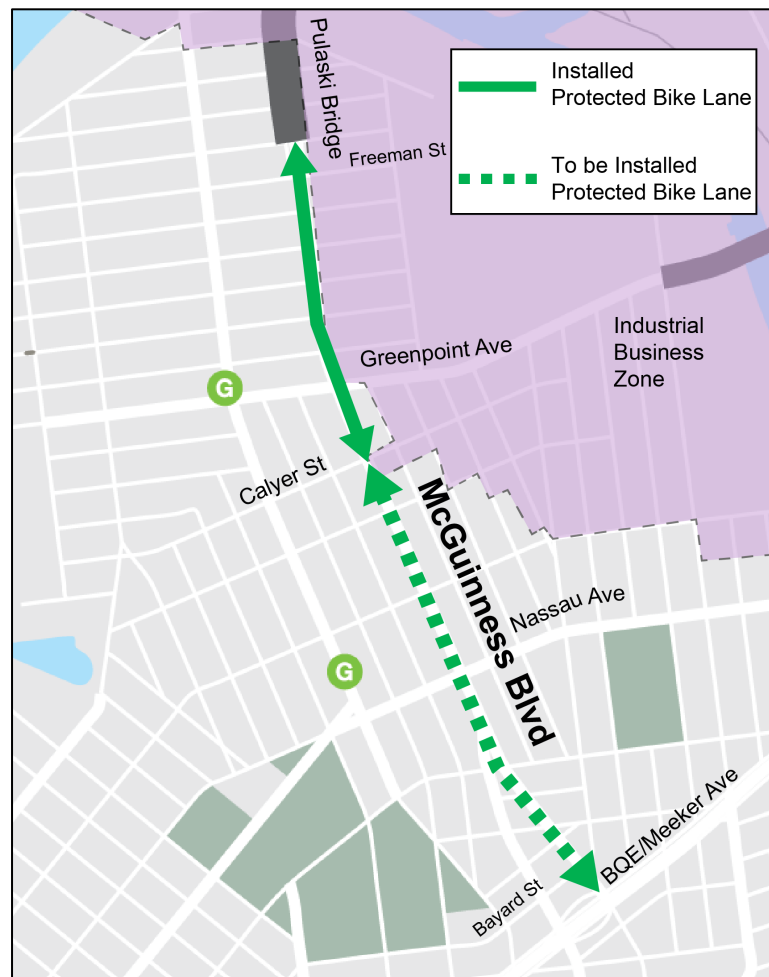 Pulaski Bridge
Installed
Protected Bike Lane
To be Installed
Protected Bike Lane
Freeman St
Industrial
Business
Zone
Greenpoint Ave
G
Calyer St
McGuinness Blvd
Nassau Ave
G
BQE/Meeker Ave
Bayard St